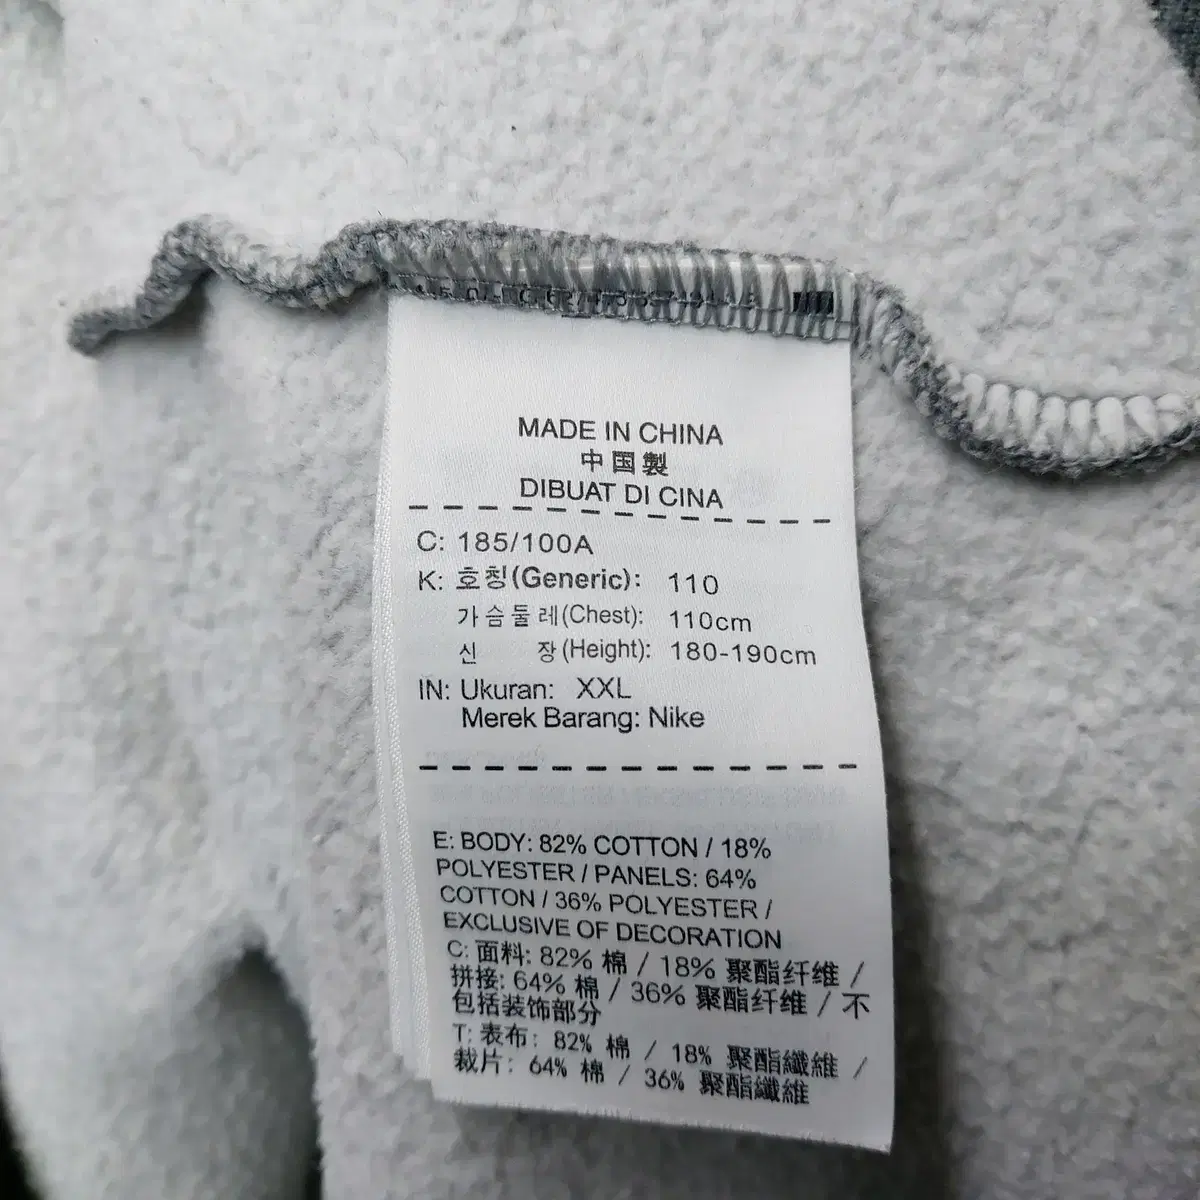 MADE IN CHINA
中国製
DIBUAT DI CINA
C: 185/100A
K: 호칭(Generic): 110
가슴둘레(Chest): 110cm
신 장(Height): 180-190cm
IN: Ukuran: XXL
Merek Barang: Nike
E: BODY: 82% COTTON / 18%
POLYESTER / PANELS: 64%
COTTON / 36% POLYESTER /
EXCLUSIVE OF DECORATION
C: 面料: 82% 棉 / 18% 聚酯纤维 /
拼接: 64% 棉 / 36% 聚酯纤维 / 不
包括装饰部分
T: 表布: 82% 棉 / 18% 聚酯纖維 /
裁片: 64% 棉 / 36% 聚酯纖維